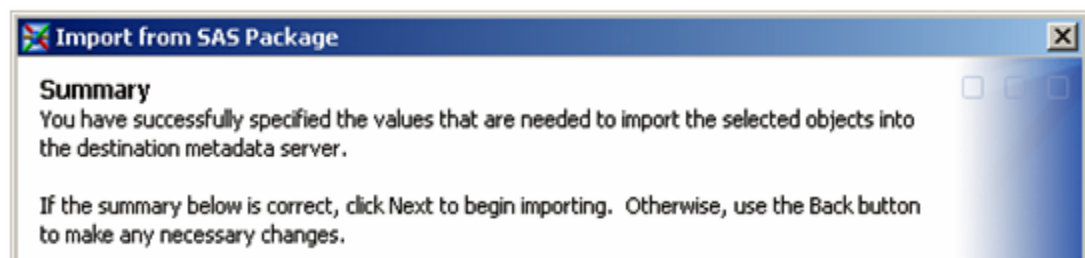 Import from SAS Package
Summary
You have successfully specified the values that are needed to import the selected objects into
the destination metadata server.
If the summary below is correct, click Next to begin importing. Otherwise, use the Back button
to make any necessary changes.